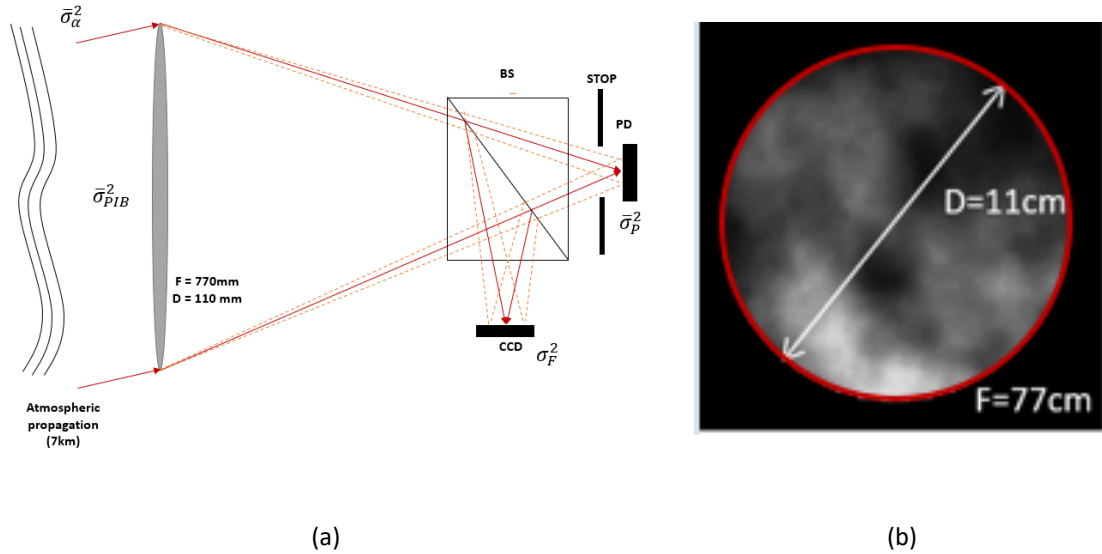 σ̄²_α
BS
STOP
PD
σ̄²_PIB
σ̄²_P
F = 770mm
D = 110 mm
CCD
σ²_F
Atmospheric
propagation
(7km)
D=11cm
F=77cm
(a)
(b)